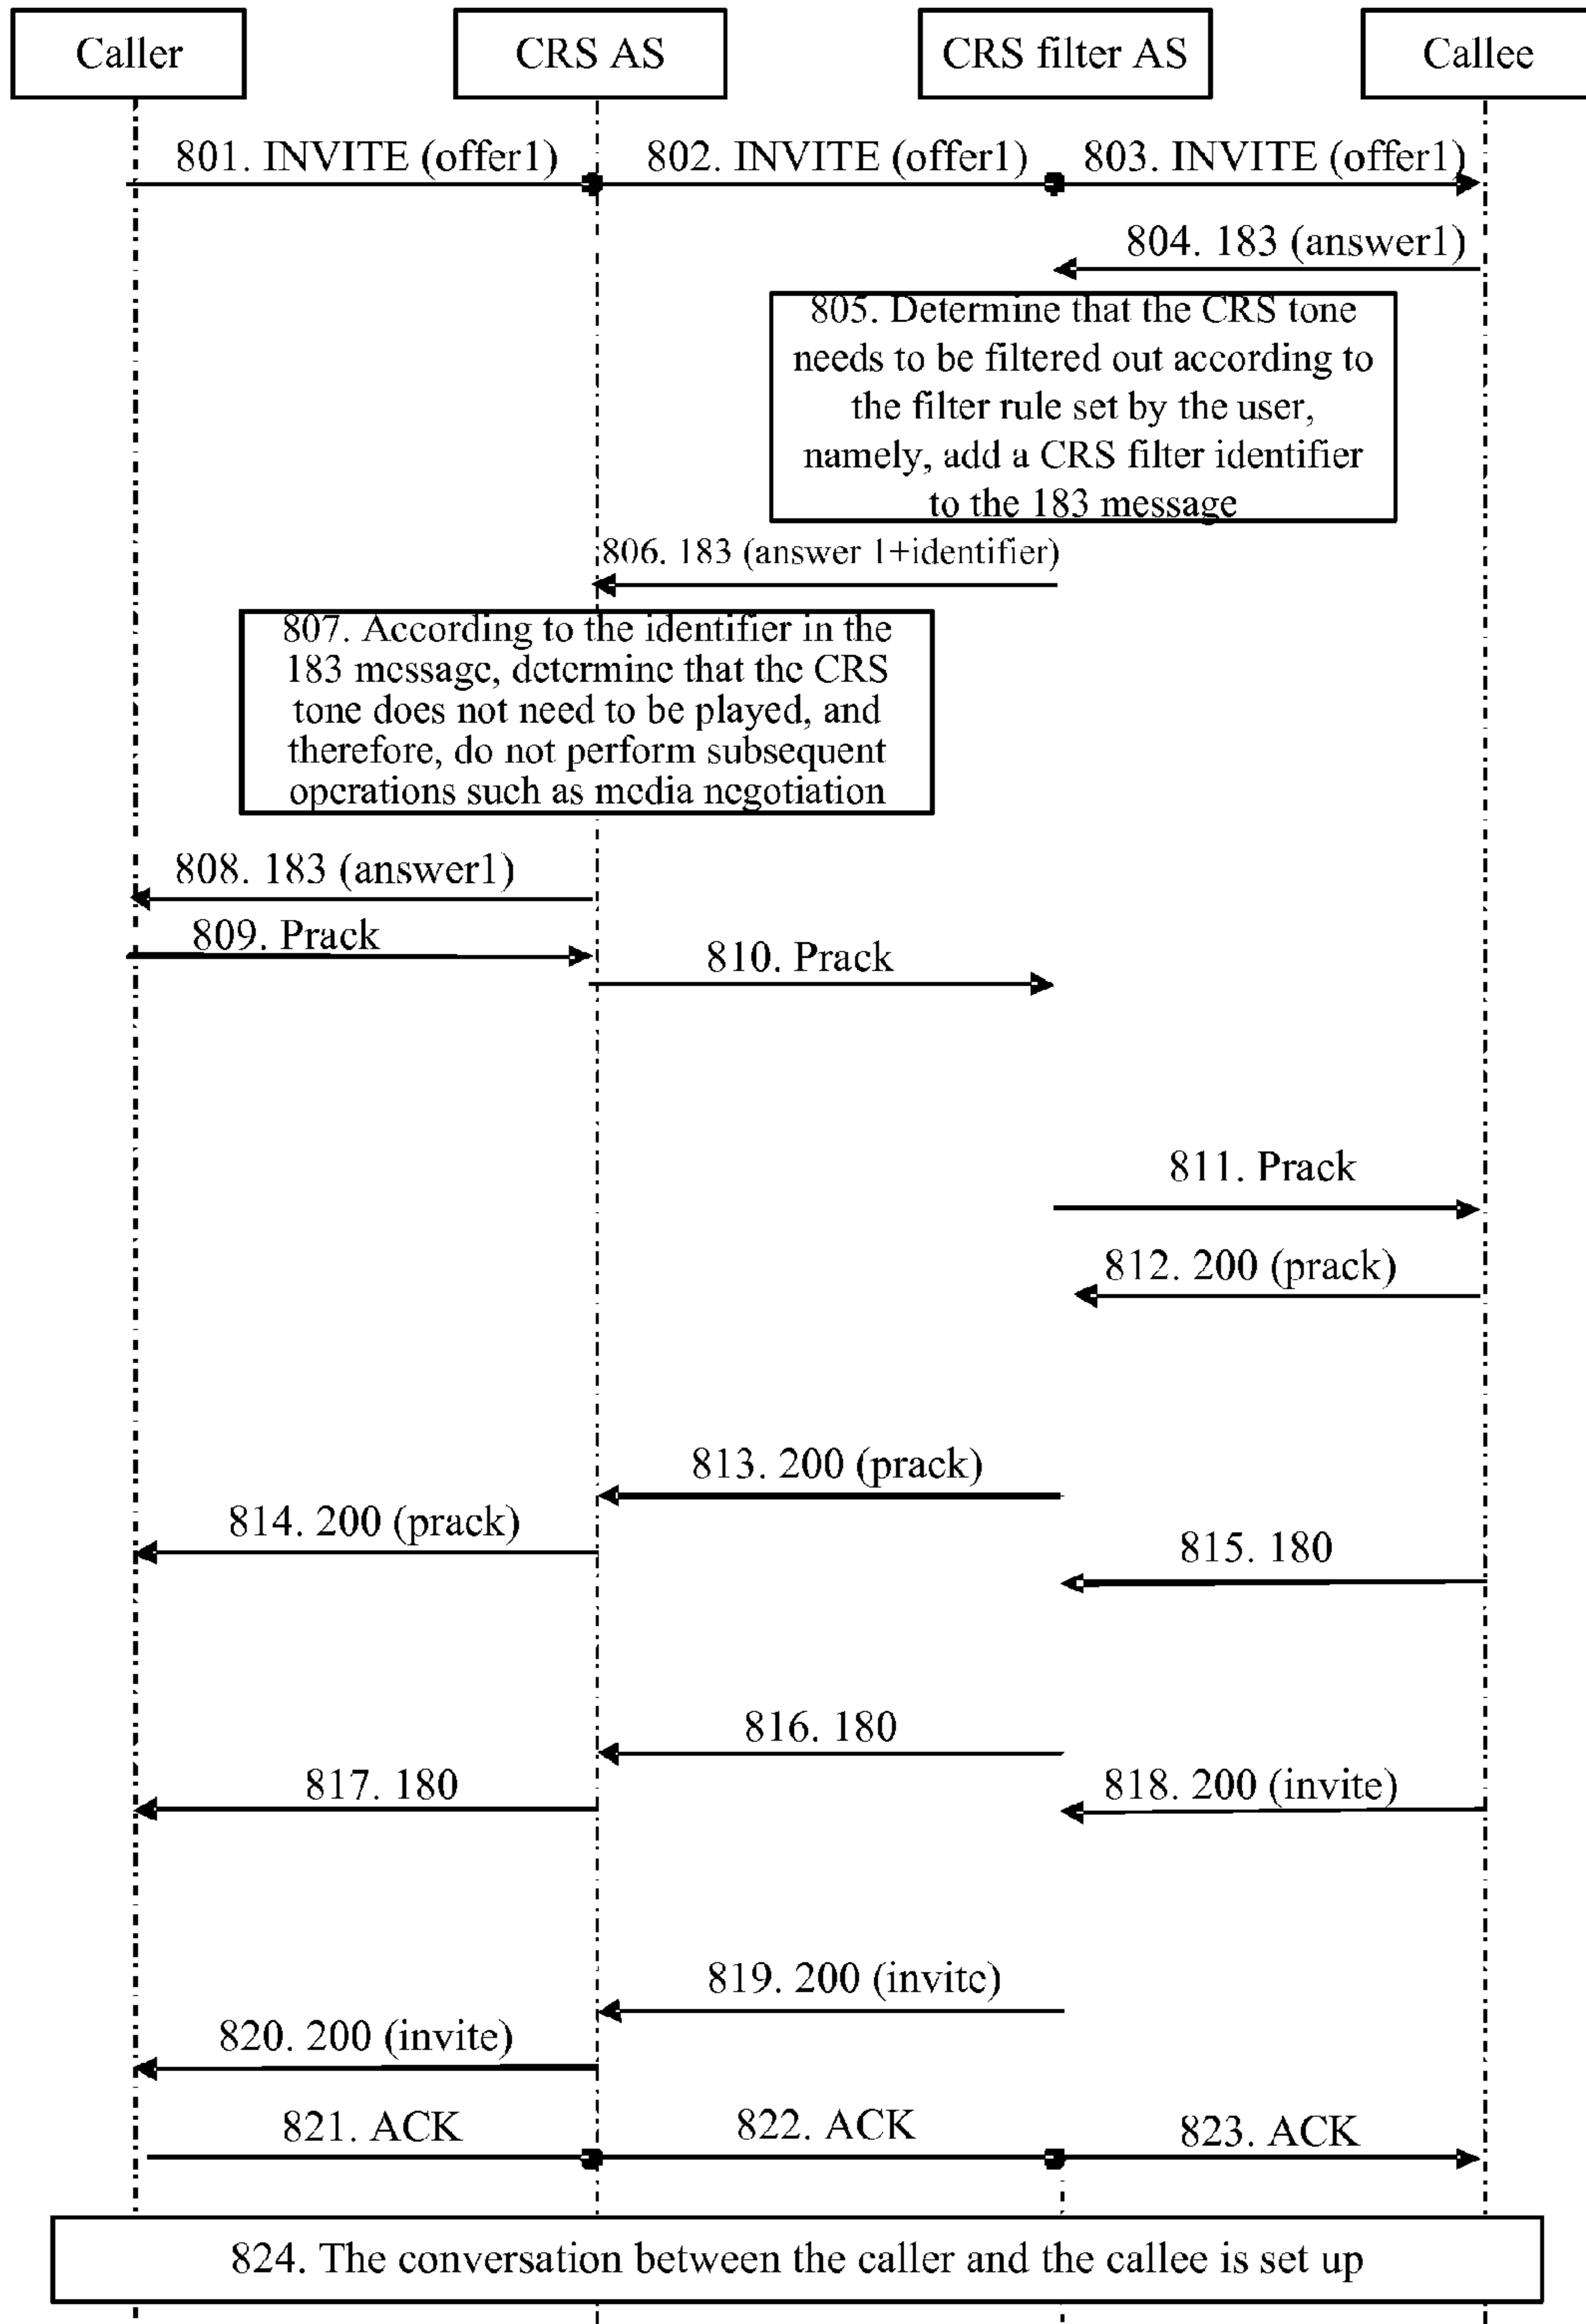 Caller
CRS AS
CRS filter AS
Callee
801. INVITE (offer1)
802. INVITE (offer1)
803. INVITE (offer1)
804. 183 (answer1)
805. Determine that the CRS tone
needs to be filtered out according to
the filter rule set by the user,
namely, add a CRS filter identifier
to the 183 message
806. 183 (answer 1+identifier)
807. According to the identifier in the
183 message, determine that the CRS
tone does not need to be played, and
therefore, do not perform subsequent
operations such as media negotiation
808. 183 (answer1)
809. Prack
810. Prack
811. Prack
812. 200 (prack)
813. 200 (prack)
814. 200 (prack)
815. 180
816. 180
817. 180
818. 200 (invite)
819. 200 (invite)
820. 200 (invite)
821. ACK
822. ACK
823. ACK
824. The conversation between the caller and the callee is set up